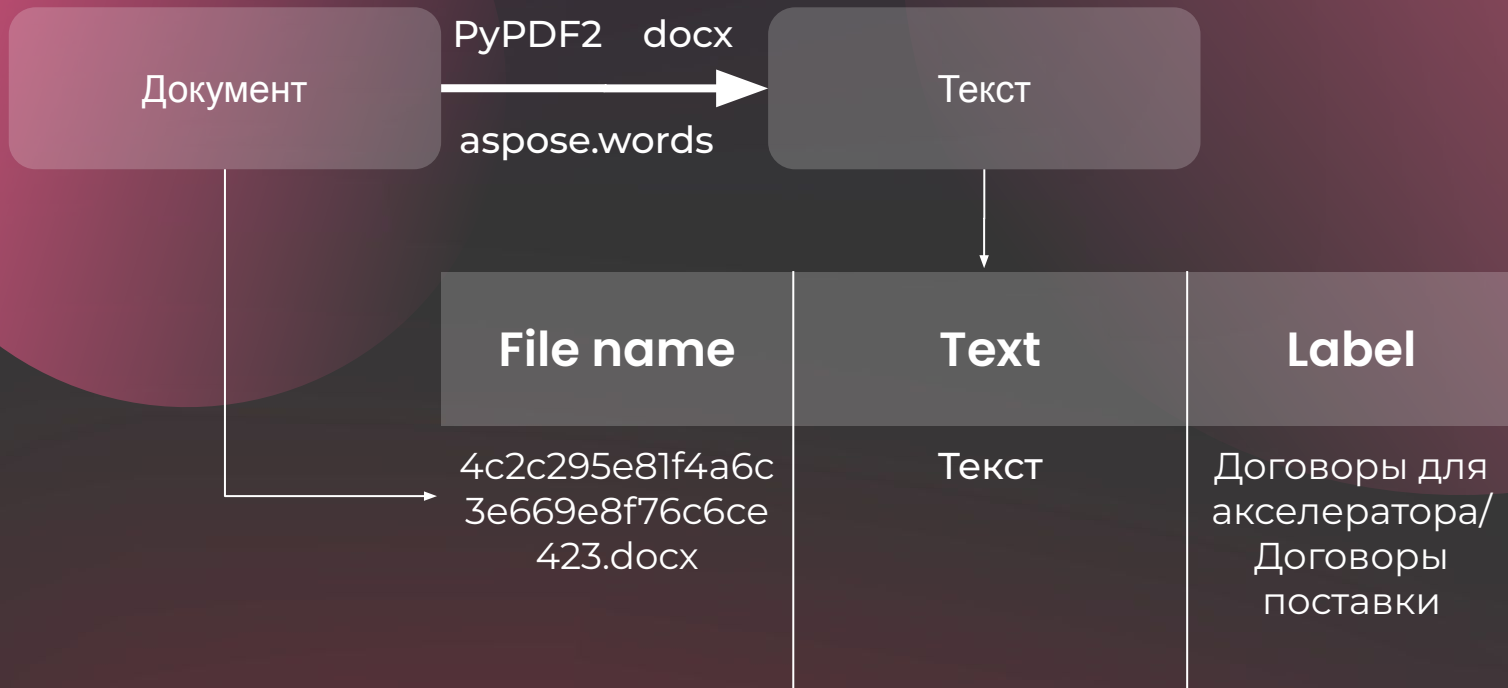 PyPDF2 docx
Документ
Текст
aspose.words
File name
Text
Label
4c2c295e81f4a6c
3e669e8f76c6ce
423.docx
Текст
Договоры для
акселератора/
Договоры
поставки